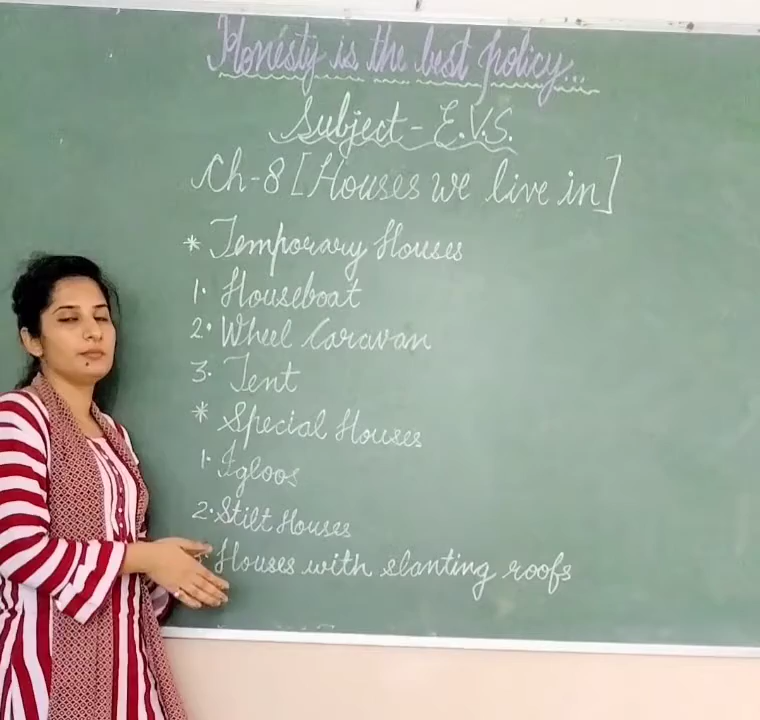 Honesty is the best policy...
Subject - E.V.S.
Ch-8 [Houses we live in]
* Temporary Houses
1. Houseboat
2. Wheel Caravan
3. Tent
* Special Houses
1. Igloos
2. Stilt Houses
3. Houses with slanting roofs